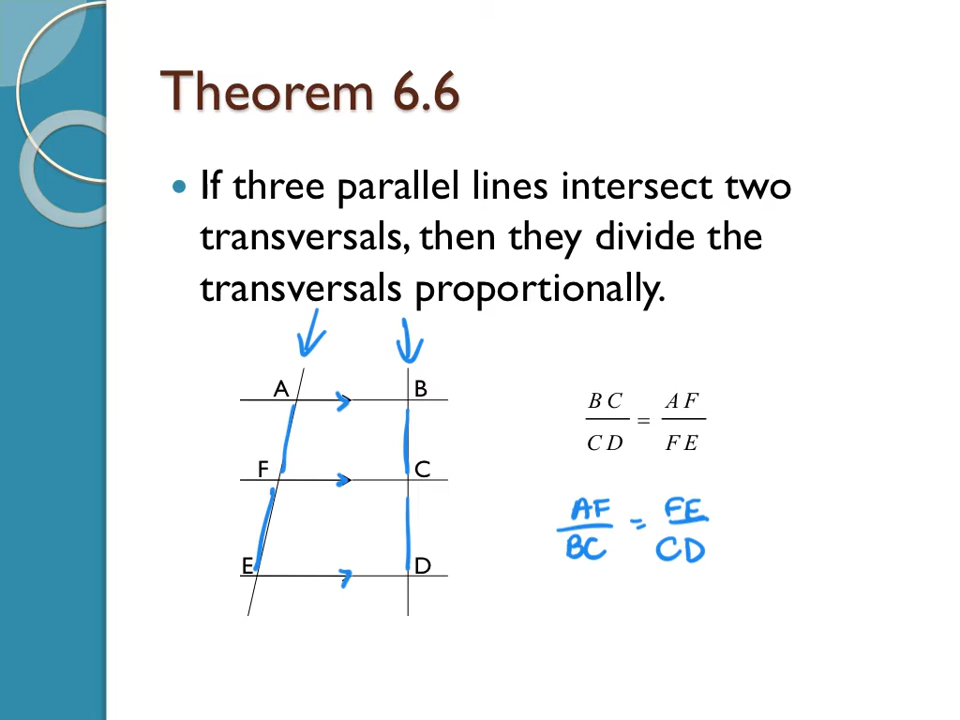 Theorem 6.6
If three parallel lines intersect two
transversals, then they divide the
transversals proportionally.
A B
F C
E D
BC/CD = AF/FE
AF/BC = FE/CD